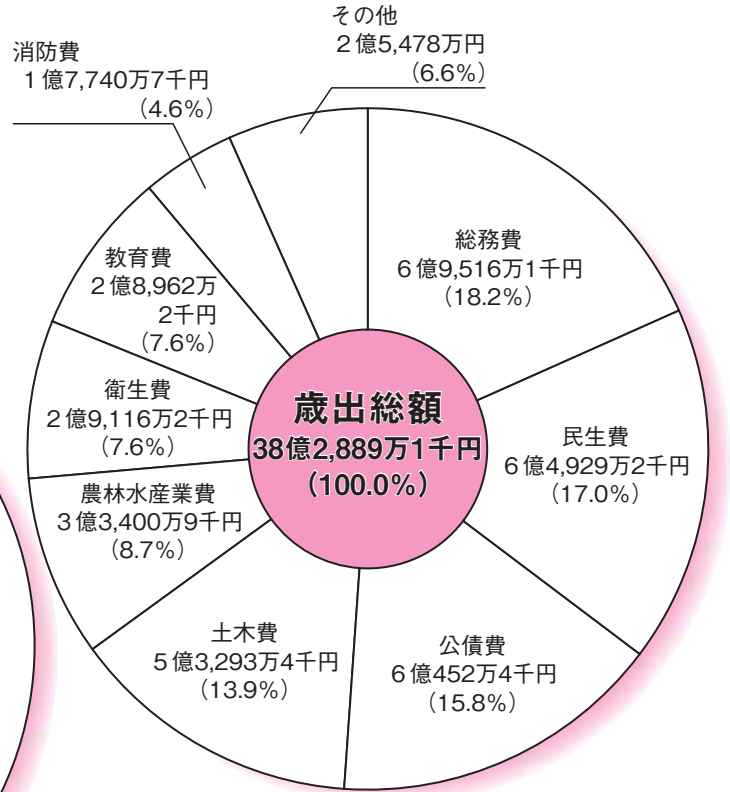 その他
2億5,478万円
(6.6%)
消防費
1億7,740万7千円
(4.6%)
総務費
6億9,516万1千円
(18.2%)
民生費
6億4,929万2千円
(17.0%)
公債費
6億452万4千円
(15.8%)
土木費
5億3,293万4千円
(13.9%)
農林水産業費
3億3,400万9千円
(8.7%)
衛生費
2億9,116万2千円
(7.6%)
教育費
2億8,962万
2千円
(7.6%)
歳出総額
38億2,889万1千円
(100.0%)